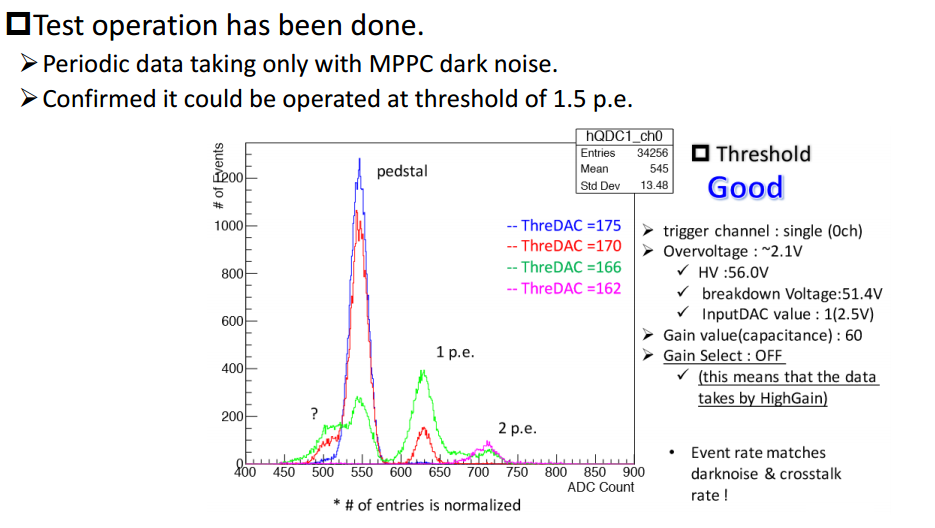 Test operation has been done.
Periodic data taking only with MPPC dark noise.
Confirmed it could be operated at threshold of 1.5 p.e.
hQDC1_ch0
Entries 34256
Mean 545
Std Dev 13.48
# of Events
1200
1000
800
600
400
200
0
400 450 500 550 600 650 700 750 800 850 900
ADC Count
pedstal
-- ThreDAC =175
-- ThreDAC =170
-- ThreDAC =166
-- ThreDAC =162
1 p.e.
?
2 p.e.
* # of entries is normalized
Threshold
Good
trigger channel : single (0ch)
Overvoltage : ~2.1V
HV :56.0V
breakdown Voltage:51.4V
InputDAC value : 1(2.5V)
Gain value(capacitance) : 60
Gain Select : OFF
(this means that the data
takes by HighGain)
• Event rate matches
darknoise & crosstalk
rate !